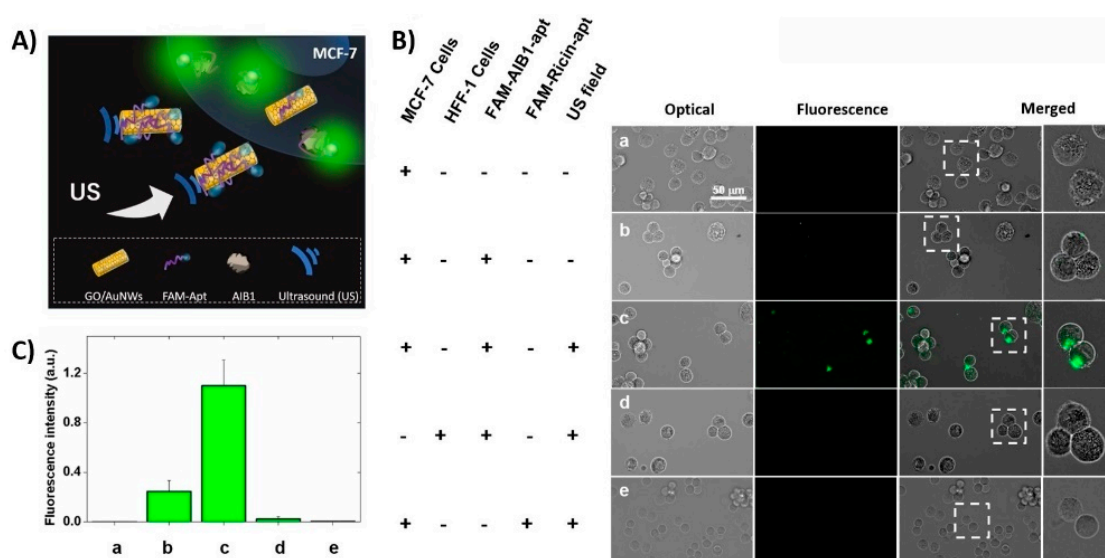 A)
MCF-7
US
GO/AuNWs FAM-Apt AIB1 Ultrasound (US)
B)
MCF-7 Cells
HFF-1 Cells
FAM-AIB1-apt
FAM-Ricin-apt
US field
+ - - - -
+ - + - -
+ - + - +
- + + - +
+ - - + +
Optical Fluorescence Merged
a
50 μm
b
c
d
e
C)
Fluorescence intensity (a.u.)
1.2
0.8
0.4
0.0
a b c d e